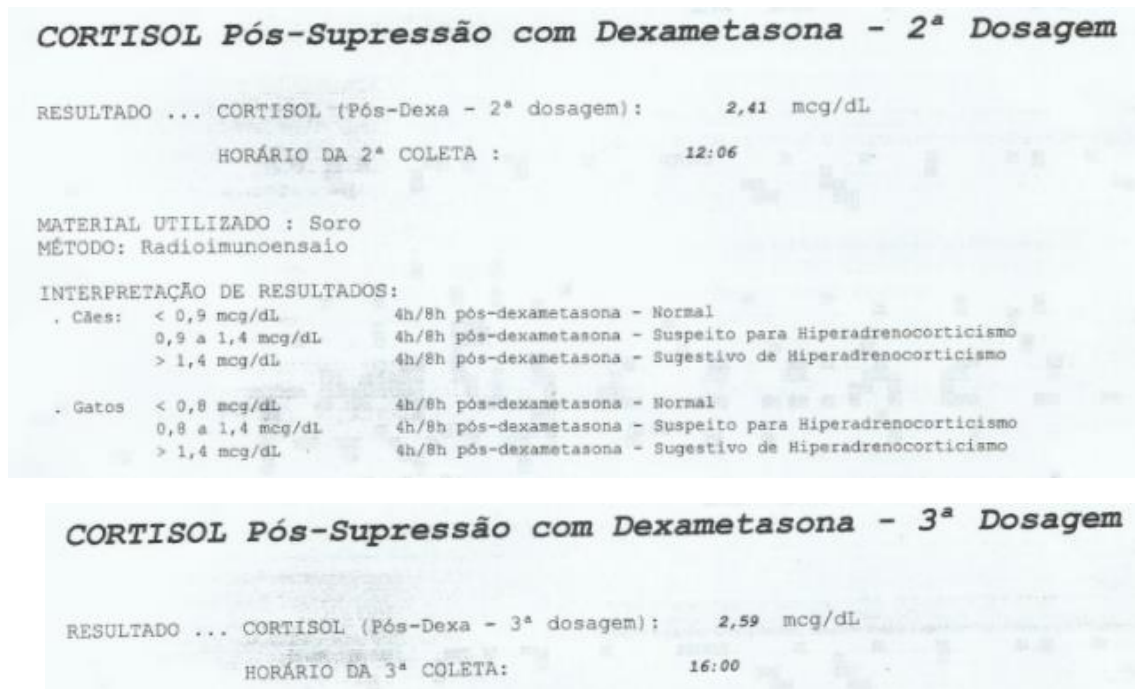 CORTISOL Pós-Supressão com Dexametasona - 2ª Dosagem
RESULTADO ... CORTISOL (Pós-Dexa - 2ª dosagem): 2,41 mcg/dL
HORÁRIO DA 2ª COLETA : 12:06
MATERIAL UTILIZADO : Soro
MÉTODO: Radioimunoensaio
INTERPRETAÇÃO DE RESULTADOS:
. Cães: < 0,9 mcg/dL 4h/8h pós-dexametasona - Normal
0,9 a 1,4 mcg/dL 4h/8h pós-dexametasona - Suspeito para Hiperadrenocorticismo
> 1,4 mcg/dL 4h/8h pós-dexametasona - Sugestivo de Hiperadrenocorticismo
. Gatos < 0,8 mcg/dL 4h/8h pós-dexametasona - Normal
0,8 a 1,4 mcg/dL 4h/8h pós-dexametasona - Suspeito para Hiperadrenocorticismo
> 1,4 mcg/dL 4h/8h pós-dexametasona - Sugestivo de Hiperadrenocorticismo
CORTISOL Pós-Supressão com Dexametasona - 3ª Dosagem
RESULTADO ... CORTISOL (Pós-Dexa - 3ª dosagem): 2,59 mcg/dL
HORÁRIO DA 3ª COLETA: 16:00